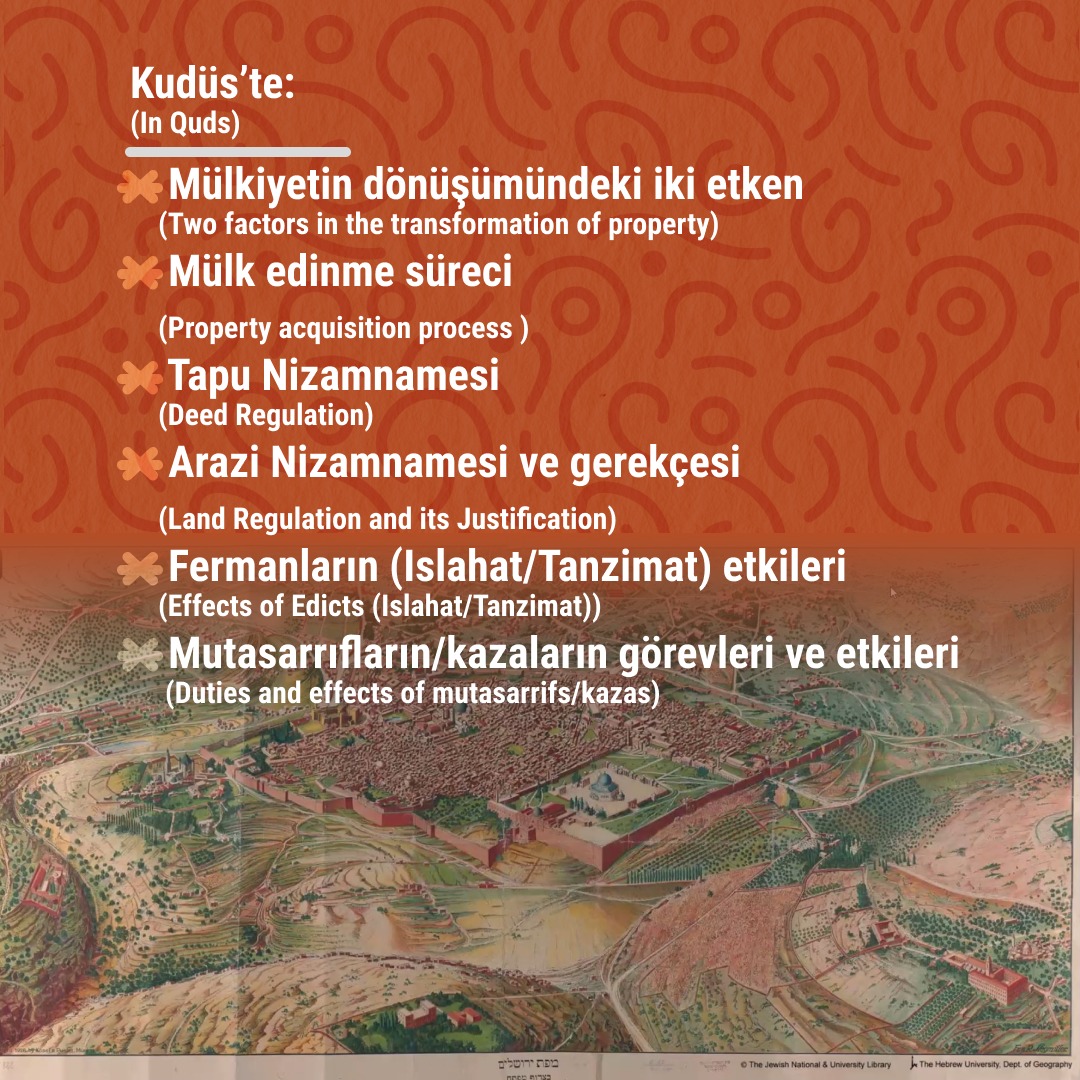 Kudüs’te:
(In Quds)
Mülkiyetin dönüşümündeki iki etken
(Two factors in the transformation of property)
Mülk edinme süreci
(Property acquisition process )
Tapu Nizamnamesi
(Deed Regulation)
Arazi Nizamnamesi ve gerekçesi
(Land Regulation and its Justification)
Fermanların (Islahat/Tanzimat) etkileri
(Effects of Edicts (Islahat/Tanzimat))
Mutasarrıfların/kazaların görevleri ve etkileri
(Duties and effects of mutasarrifs/kazas)
© The Jewish National & University Library
The Hebrew University, Dept. of Geography